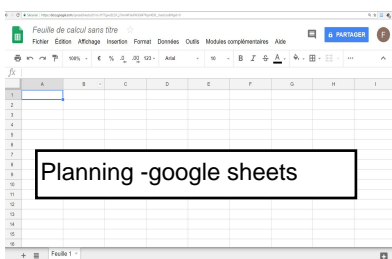 Feuille de calcul sans titre
Fichier Édition Affichage Insertion Format Données Outils Modules complémentaires Aide
PARTAGER
F
100% € % .0 .00 123 Arial 10 B I S A
fx
A B C D E F G H I
1
2
3
4
5
6
7
8
9
10
11
12
13
14
15
16
Planning -google sheets
+ Feuille 1